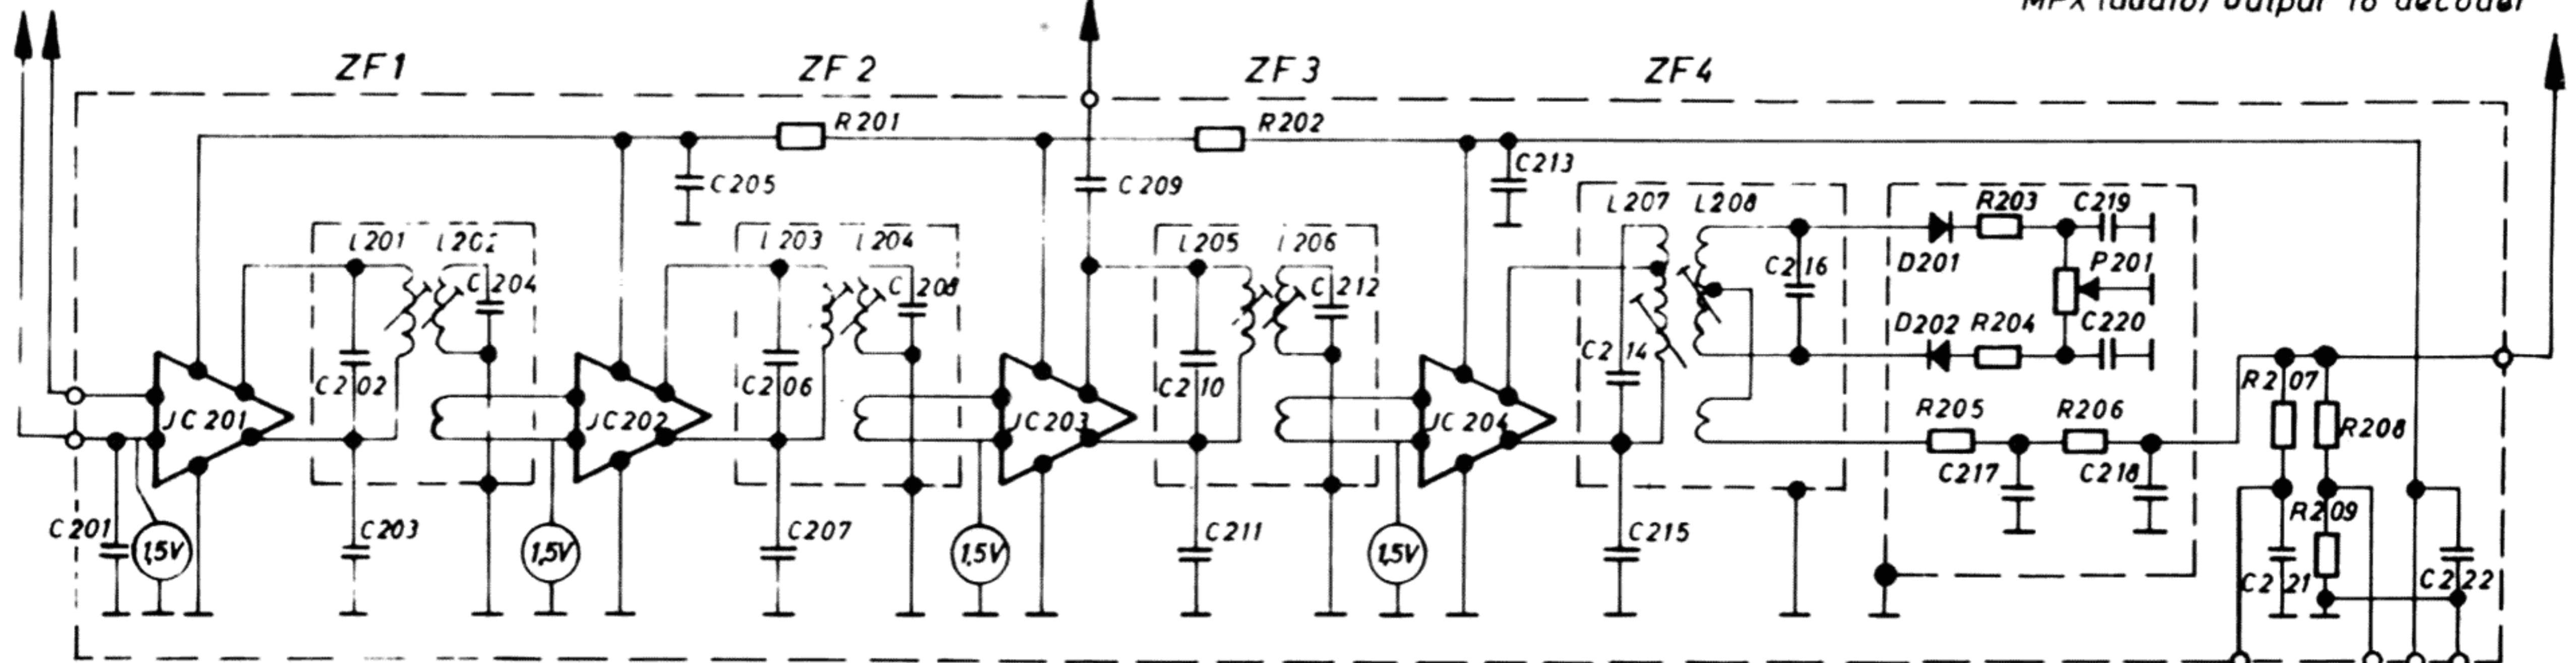 MPX (audio) output to decoder
ZF1 ZF2 ZF3 ZF4
R201 R202
C205 C209 C213
L201 L202 L203 L204 L205 L206 L207 L208 R203 C219
C204 C208 C212 C216 D201 P201
D202 R204 C220
C202 C206 C210 C214
JC201 JC202 JC203 JC204
R205 R206 R207 R208
C217 C218
C201 C203 C207 C211 C215 R209
1,5V 1,5V 1,5V 1,5V
C221 C222